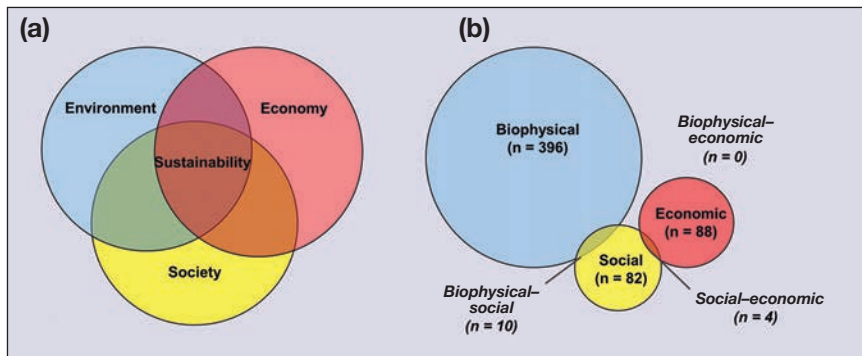 (a)
Environment
Economy
Sustainability
Society
(b)
Biophysical
(n = 396)
Biophysical–
economic
(n = 0)
Economic
(n = 88)
Social
(n = 82)
Biophysical–
social
(n = 10)
Social–economic
(n = 4)